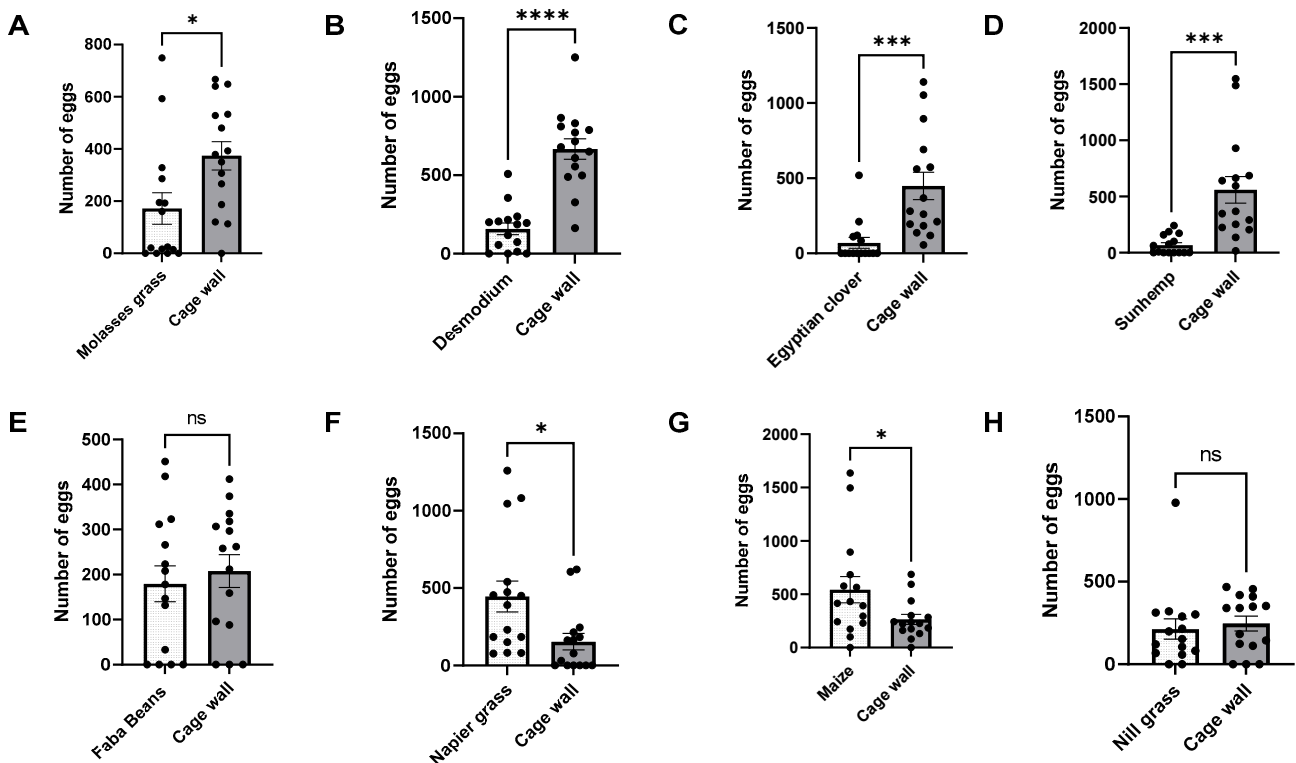 A
*
Number of eggs
800
600
400
200
0
Molasses grass
Cage wall
B
****
Number of eggs
1500
1000
500
0
Desmodium
Cage wall
C
***
Number of eggs
1500
1000
500
0
Egyptian clover
Cage wall
D
***
Number of eggs
2000
1500
1000
500
0
Sunhemp
Cage wall
E
ns
Number of eggs
500
400
300
200
100
0
Faba Beans
Cage wall
F
*
Number of eggs
1500
1000
500
0
Napier grass
Cage wall
G
*
Number of eggs
2000
1500
1000
500
0
Maize
Cage wall
H
ns
Number of eggs
1500
1000
500
0
Nill grass
Cage wall